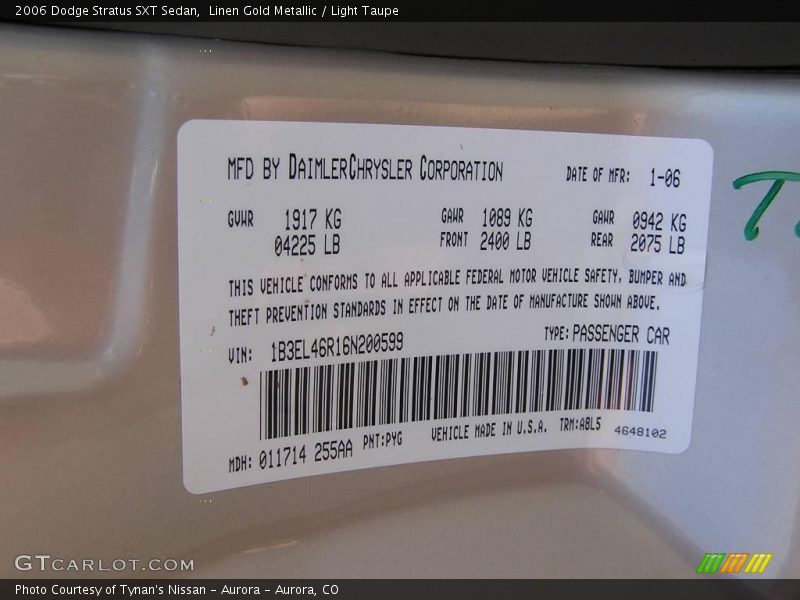 2006 Dodge Stratus SXT Sedan,  Linen Gold Metallic / Light Taupe
MFD BY DAIMLERCHRYSLER CORPORATION DATE OF MFR: 1-06
GVWR 1917 KG GAWR 1089 KG GAWR 0942 KG
04225 LB FRONT 2400 LB REAR 2075 LB
THIS VEHICLE CONFORMS TO ALL APPLICABLE FEDERAL MOTOR VEHICLE SAFETY, BUMPER AND
THEFT PREVENTION STANDARDS IN EFFECT ON THE DATE OF MANUFACTURE SHOWN ABOVE.
VIN: 1B3EL46R16N200599 TYPE: PASSENGER CAR
MDH: 011714 255AA PNT:PYG VEHICLE MADE IN U.S.A. TRM:ABL5 4648102
GTCARLOT.COM
Photo Courtesy of Tynan's Nissan - Aurora - Aurora, CO